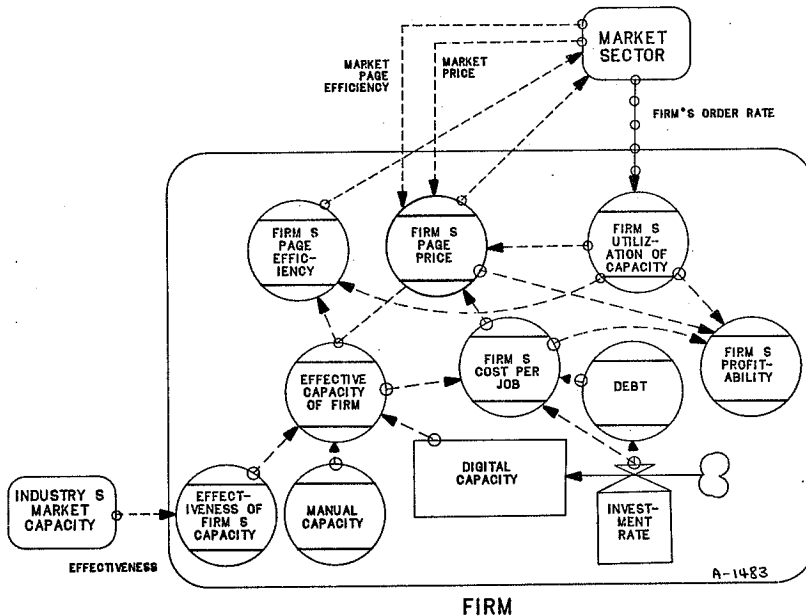 MARKET
SECTOR
MARKET
PAGE
EFFICIENCY
MARKET
PRICE
FIRM'S ORDER RATE
FIRM S
PAGE
EFFIC-
IENCY
FIRM S
PAGE
PRICE
FIRM S
UTILIZ-
ATION OF
CAPACITY
EFFECTIVE
CAPACITY
OF FIRM
FIRM S
COST PER
JOB
DEBT
FIRM S
PROFIT-
ABILITY
INDUSTRY S
MARKET
CAPACITY
EFFECTIVENESS
EFFECT-
IVENESS OF
FIRM S
CAPACITY
MANUAL
CAPACITY
DIGITAL
CAPACITY
INVEST-
MENT
RATE
A-1483
FIRM